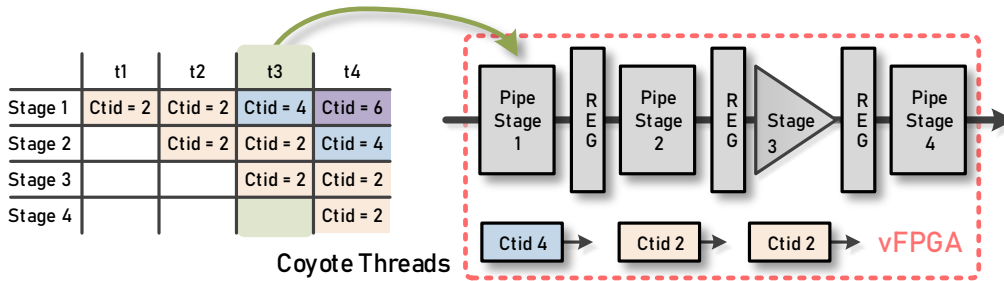 t1 t2 t3 t4
Stage 1 Ctid = 2 Ctid = 2 Ctid = 4 Ctid = 6
Stage 2 Ctid = 2 Ctid = 2 Ctid = 4
Stage 3 Ctid = 2 Ctid = 2
Stage 4 Ctid = 2
Coyote Threads
Pipe
Stage
1
REG
Pipe
Stage
2
REG
Stage
3
REG
Pipe
Stage
4
Ctid 4
Ctid 2
Ctid 2
vFPGA